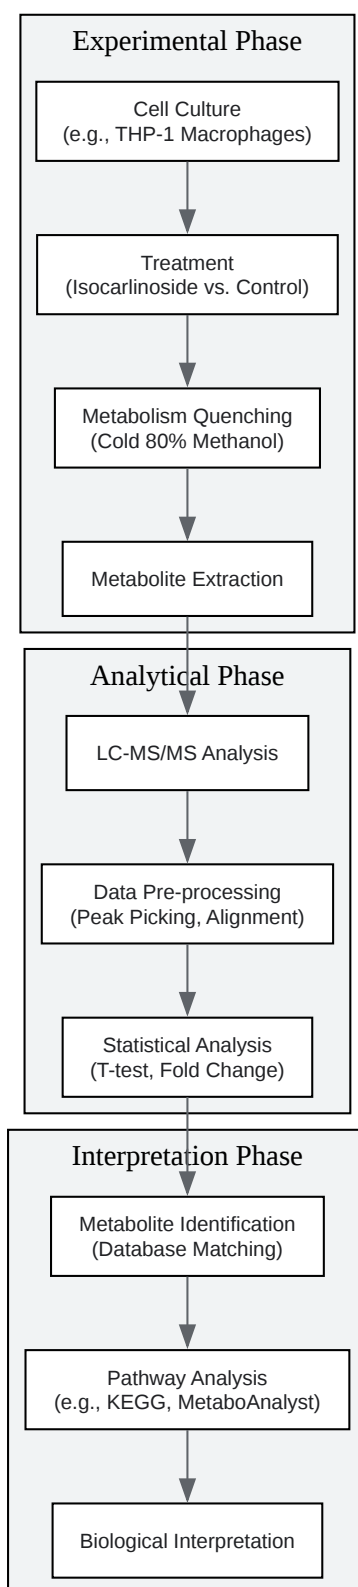 Experimental Phase
Cell Culture
(e.g., THP-1 Macrophages)
Treatment
(Isocarlinoside vs. Control)
Metabolism Quenching
(Cold 80% Methanol)
Metabolite Extraction
Analytical Phase
LC-MS/MS Analysis
Data Pre-processing
(Peak Picking, Alignment)
Statistical Analysis
(T-test, Fold Change)
Interpretation Phase
Metabolite Identification
(Database Matching)
Pathway Analysis
(e.g., KEGG, MetaboAnalyst)
Biological Interpretation